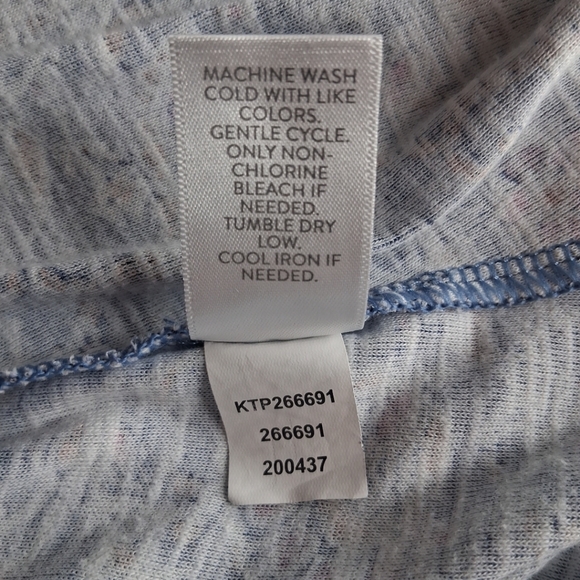 MACHINE WASH
COLD WITH LIKE
COLORS.
GENTLE CYCLE.
ONLY NON-
CHLORINE
BLEACH IF
NEEDED.
TUMBLE DRY
LOW.
COOL IRON IF
NEEDED.
KTP266691
266691
200437